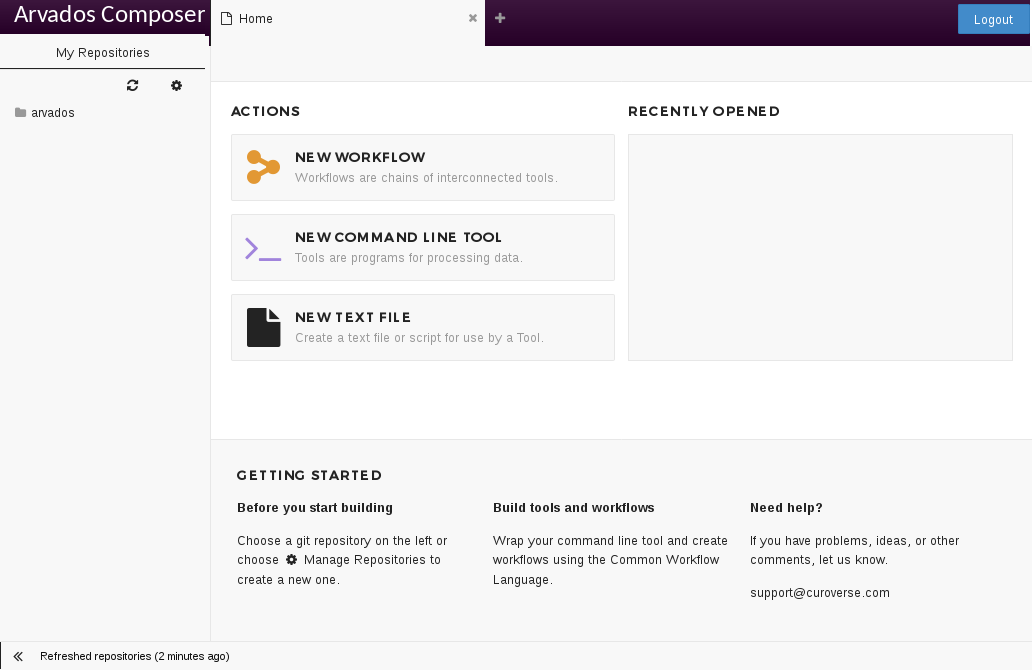 Arvados Composer
Home
Logout
My Repositories
arvados
ACTIONS
NEW WORKFLOW
Workflows are chains of interconnected tools.
NEW COMMAND LINE TOOL
Tools are programs for processing data.
NEW TEXT FILE
Create a text file or script for use by a Tool.
RECENTLY OPENED
GETTING STARTED
Before you start building
Choose a git repository on the left or
choose Manage Repositories to
create a new one.
Build tools and workflows
Wrap your command line tool and create
workflows using the Common Workflow
Language.
Need help?
If you have problems, ideas, or other
comments, let us know.
support@curoverse.com
Refreshed repositories (2 minutes ago)